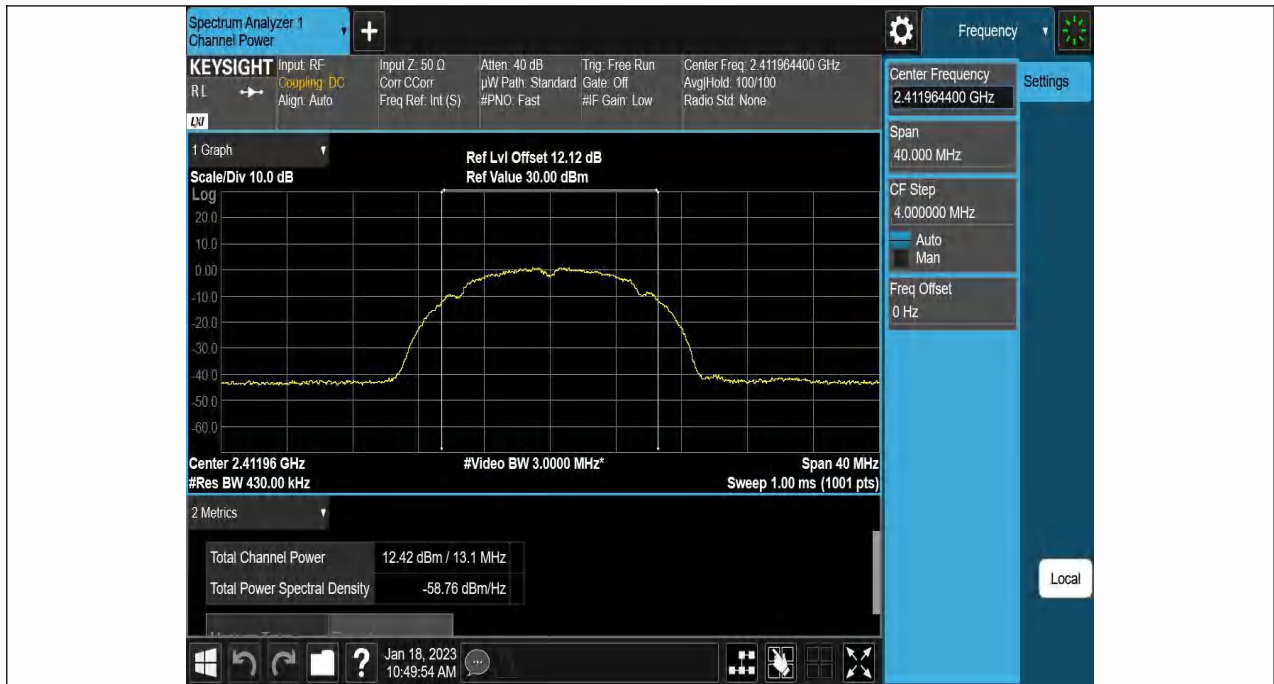 Spectrum Analyzer 1
Channel Power
+
Frequency
KEYSIGHT
RL
LXI
Input: RF
Coupling: DC
Align: Auto
Input Z: 50 Ω
Corr CCorr
Freq Ref: Int (S)
Atten: 40 dB
µW Path: Standard
#PNO: Fast
Trig: Free Run
Gate: Off
#IF Gain: Low
Center Freq: 2.411964400 GHz
Avg|Hold: 100/100
Radio Std: None
Center Frequency
2.411964400 GHz
Settings
Span
40.000 MHz
CF Step
4.000000 MHz
Auto
Man
Freq Offset
0 Hz
1 Graph
Scale/Div 10.0 dB
Ref Lvl Offset 12.12 dB
Ref Value 30.00 dBm
Log
20.0
10.0
0.00
-10.0
-20.0
-30.0
-40.0
-50.0
-60.0
Center 2.41196 GHz
#Video BW 3.0000 MHz*
Span 40 MHz
#Res BW 430.00 kHz
Sweep 1.00 ms (1001 pts)
2 Metrics
Total Channel Power 12.42 dBm / 13.1 MHz
Total Power Spectral Density -58.76 dBm/Hz
Local
?
Jan 18, 2023
10:49:54 AM